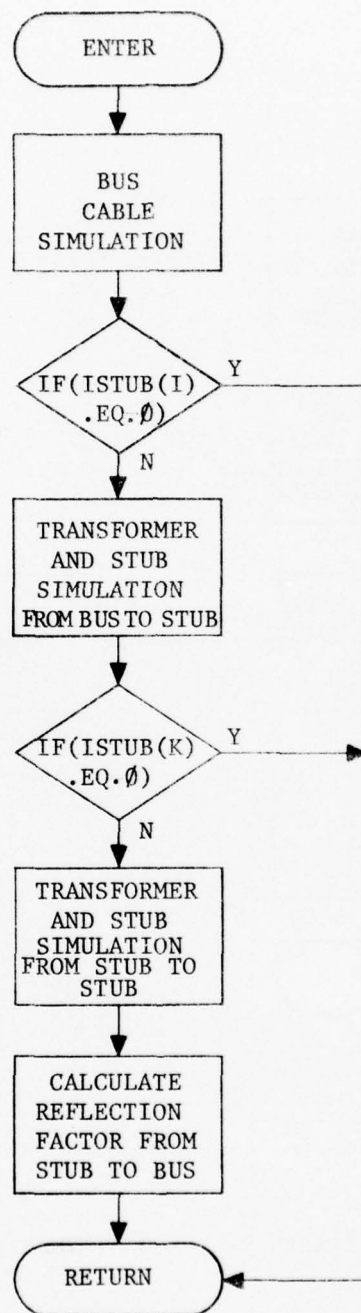 ENTER
BUS
CABLE
SIMULATION
IF(ISTUB(I)
.EQ.Ø)
Y
N
TRANSFORMER
AND STUB
SIMULATION
FROM BUS TO STUB
IF(ISTUB(K)
.EQ.Ø)
Y
N
TRANSFORMER
AND STUB
SIMULATION
FROM STUB TO
STUB
CALCULATE
REFLECTION
FACTOR FROM
STUB TO BUS
RETURN